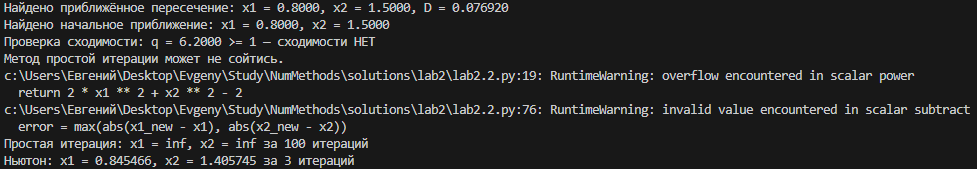 Найдено приближённое пересечение: x1 = 0.8000, x2 = 1.5000, D = 0.076920
Найдено начальное приближение: x1 = 0.8000, x2 = 1.5000
Проверка сходимости: q = 6.2000 >= 1 — сходимости НЕТ
Метод простой итерации может не сойтись.
c:\Users\Евгений\Desktop\Evgeny\Study\NumMethods\solutions\lab2\lab2.2.py:19: RuntimeWarning: overflow encountered in scalar power
  return 2 * x1 ** 2 + x2 ** 2 - 2
c:\Users\Евгений\Desktop\Evgeny\Study\NumMethods\solutions\lab2\lab2.2.py:76: RuntimeWarning: invalid value encountered in scalar subtract
  error = max(abs(x1_new - x1), abs(x2_new - x2))
Простая итерация: x1 = inf, x2 = inf за 100 итераций
Ньютон: x1 = 0.845466, x2 = 1.405745 за 3 итераций